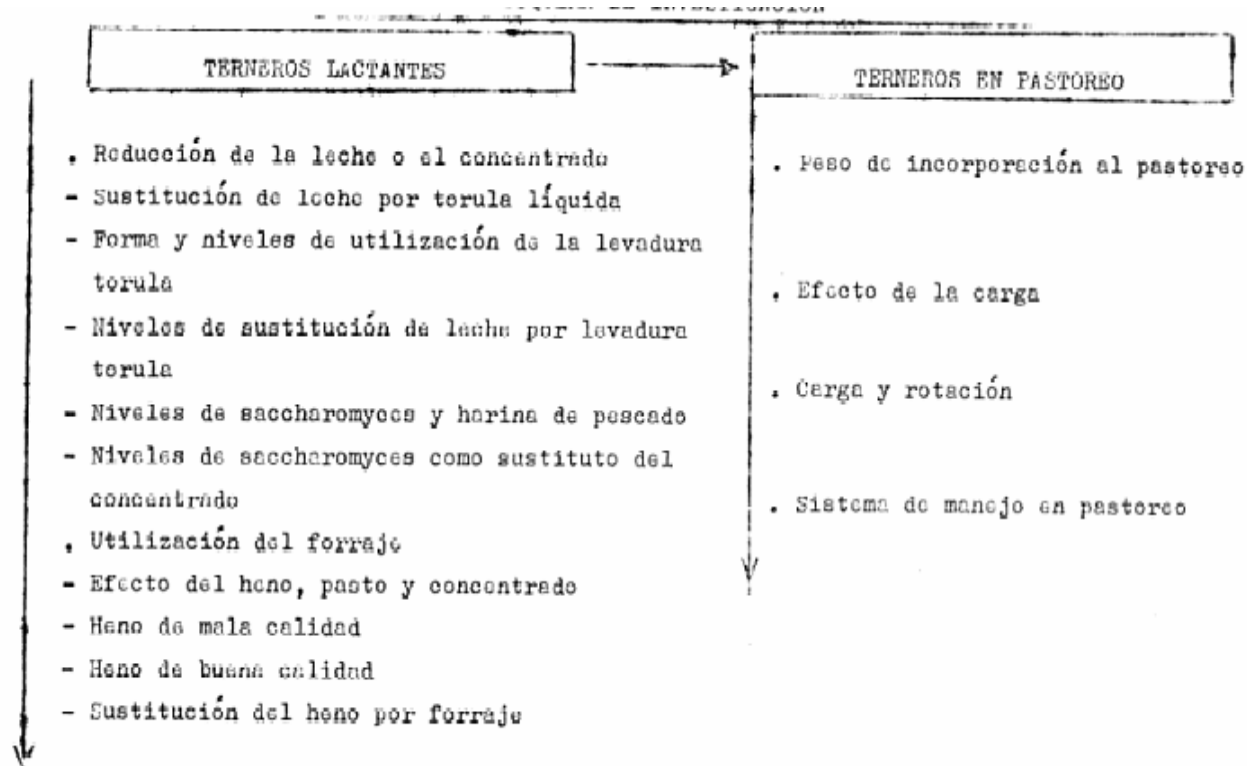 TERNEROS LACTANTES
. Reducción de la leche o el concentrado
- Sustitución de leche por torula líquida
- Forma y niveles de utilización de la levadura
torula
- Niveles de sustitución de leche por levadura
torula
- Niveles de saccharomyces y harina de pescado
- Niveles de saccharomyces como sustituto del
concentrado
. Utilización del forraje
- Efecto del heno, pasto y concentrado
- Heno de mala calidad
- Heno de buena calidad
- Sustitución del heno por forraje
TERNEROS EN PASTOREO
. Peso de incorporación al pastoreo
. Efecto de la carga
. Carga y rotación
. Sistema de manejo en pastoreo